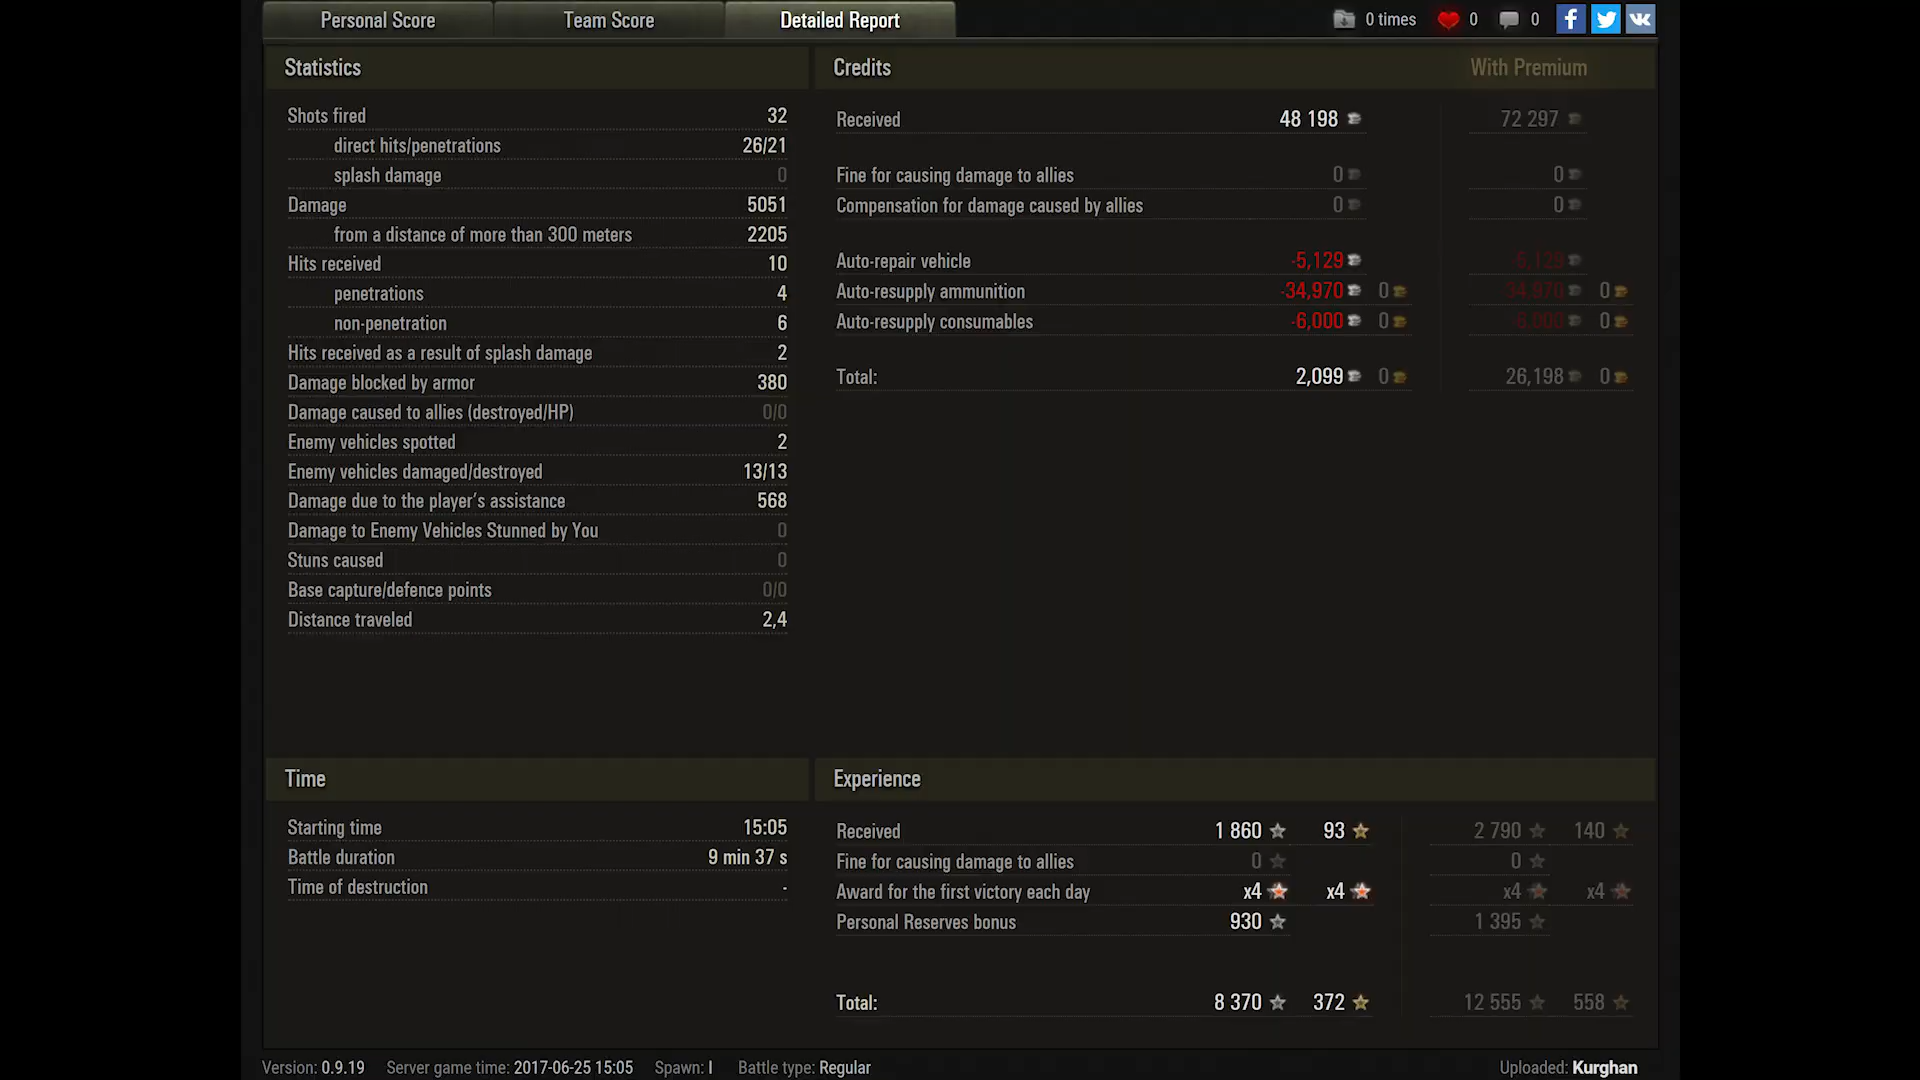 Personal Score Team Score Detailed Report 0 times 0 0
Statistics
Shots fired 32
direct hits/penetrations 26/21
splash damage 0
Damage 5051
from a distance of more than 300 meters 2205
Hits received 10
penetrations 4
non-penetration 6
Hits received as a result of splash damage 2
Damage blocked by armor 380
Damage caused to allies (destroyed/HP) 0/0
Enemy vehicles spotted 2
Enemy vehicles damaged/destroyed 13/13
Damage due to the player's assistance 568
Damage to Enemy Vehicles Stunned by You 0
Stuns caused 0
Base capture/defence points 0/0
Distance traveled 2,4
Credits With Premium
Received 48 198 72 297
Fine for causing damage to allies 0 0
Compensation for damage caused by allies 0 0
Auto-repair vehicle -5,129 -5,129
Auto-resupply ammunition -34,970 0 -34,970 0
Auto-resupply consumables -6,000 0 -6,000 0
Total: 2,099 0 26,198 0
Time
Starting time 15:05
Battle duration 9 min 37 s
Time of destruction -
Experience
Received 1 860 93 2 790 140
Fine for causing damage to allies 0 0
Award for the first victory each day x4 x4 x4 x4
Personal Reserves bonus 930 1 395
Total: 8 370 372 12 555 558
Version: 0.9.19 Server game time: 2017-06-25 15:05 Spawn: I Battle type: Regular Uploaded: Kurghan